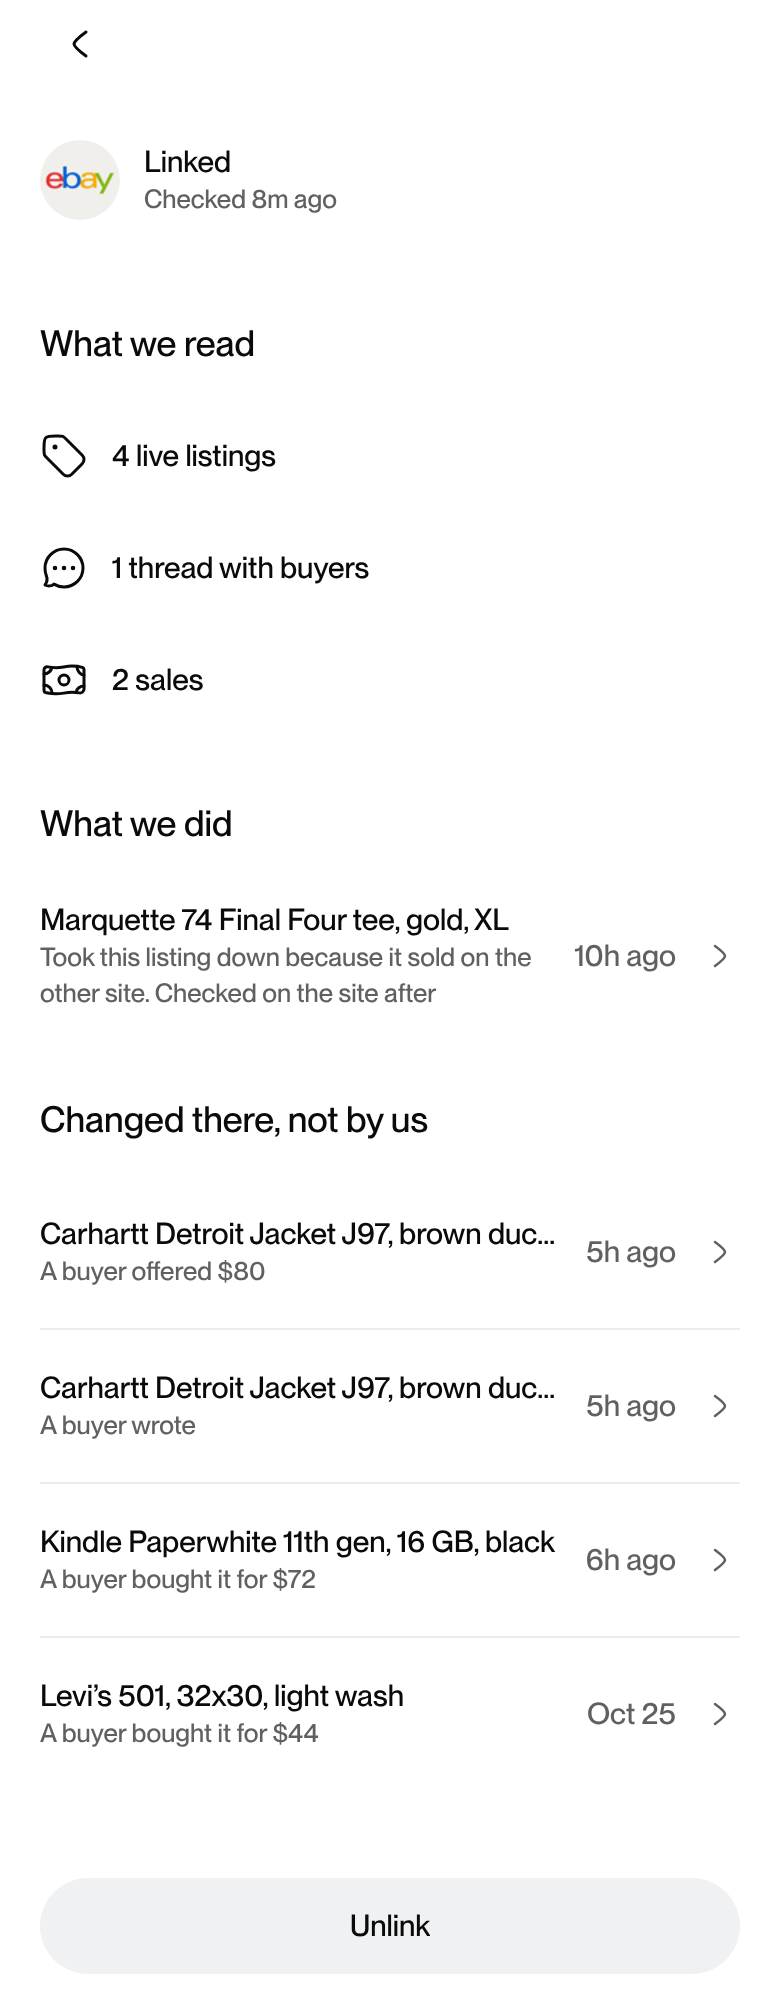 ebay
Linked
Checked 8m ago
What we read
4 live listings
1 thread with buyers
2 sales
What we did
Marquette 74 Final Four tee, gold, XL
Took this listing down because it sold on the
other site. Checked on the site after
10h ago
Changed there, not by us
Carhartt Detroit Jacket J97, brown duc...
A buyer offered $80
5h ago
Carhartt Detroit Jacket J97, brown duc...
A buyer wrote
5h ago
Kindle Paperwhite 11th gen, 16 GB, black
A buyer bought it for $72
6h ago
Levi’s 501, 32x30, light wash
A buyer bought it for $44
Oct 25
Unlink